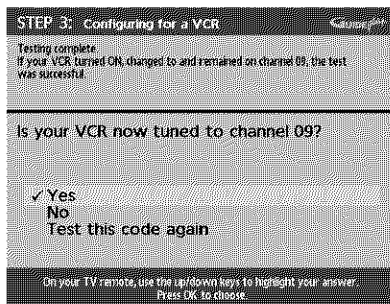 STEP 3: Configuring for a VCR
GUIDE Plus+
Testing complete.
If your VCR turned ON, changed to and remained on channel 09, the test
was successful.
Is your VCR now tuned to channel 09?
✓ Yes
No
Test this code again
On your TV remote, use the up/down keys to highlight your answer.
Press OK to choose.